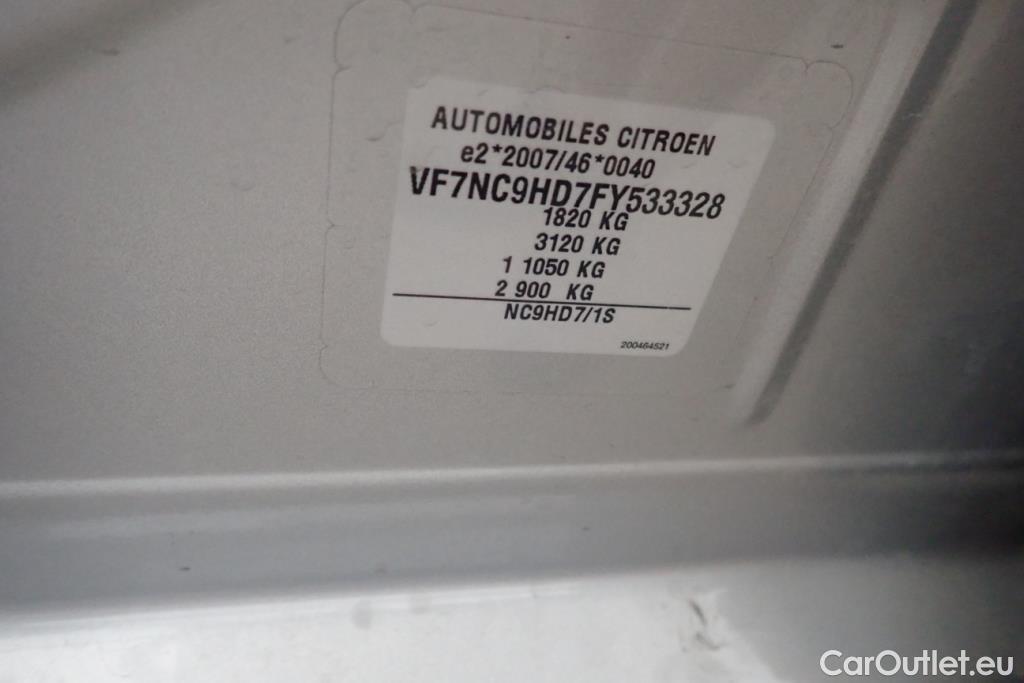 AUTOMOBILES CITROEN
e2*2007/46*0040
VF7NC9HD7FY533328
1820 KG
3120 KG
1 1050 KG
2 900 KG
NC9HD7/1S
200464521
CarOutlet.eu